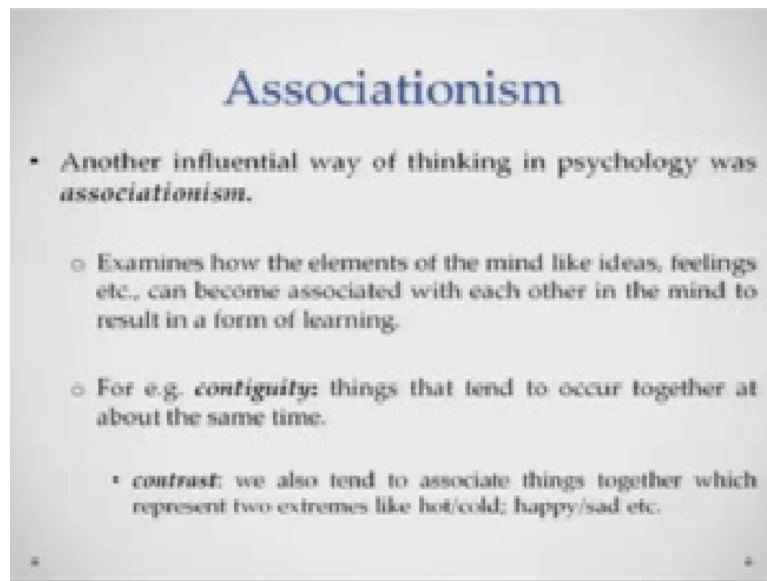 Associationism
• Another influential way of thinking in psychology was
associationism.
o Examines how the elements of the mind like ideas, feelings
etc., can become associated with each other in the mind to
result in a form of learning.
o For e.g. contiguity: things that tend to occur together at
about the same time.
• contrast: we also tend to associate things together which
represent two extremes like hot/cold; happy/sad etc.